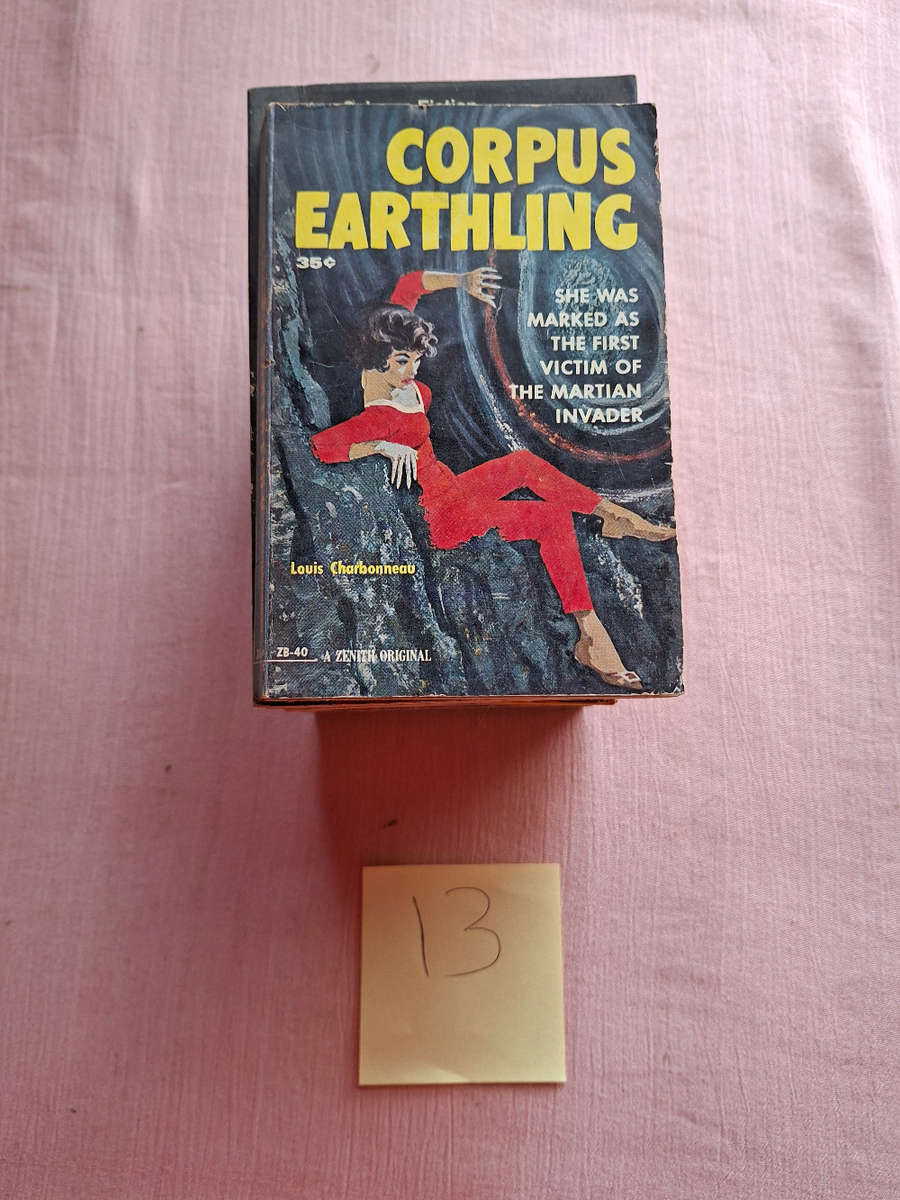 Fiction
CORPUS
EARTHLING
35¢
SHE WAS
MARKED AS
THE FIRST
VICTIM OF
THE MARTIAN
INVADER
Louis Charbonneau
ZB-40 A ZENITH ORIGINAL
13